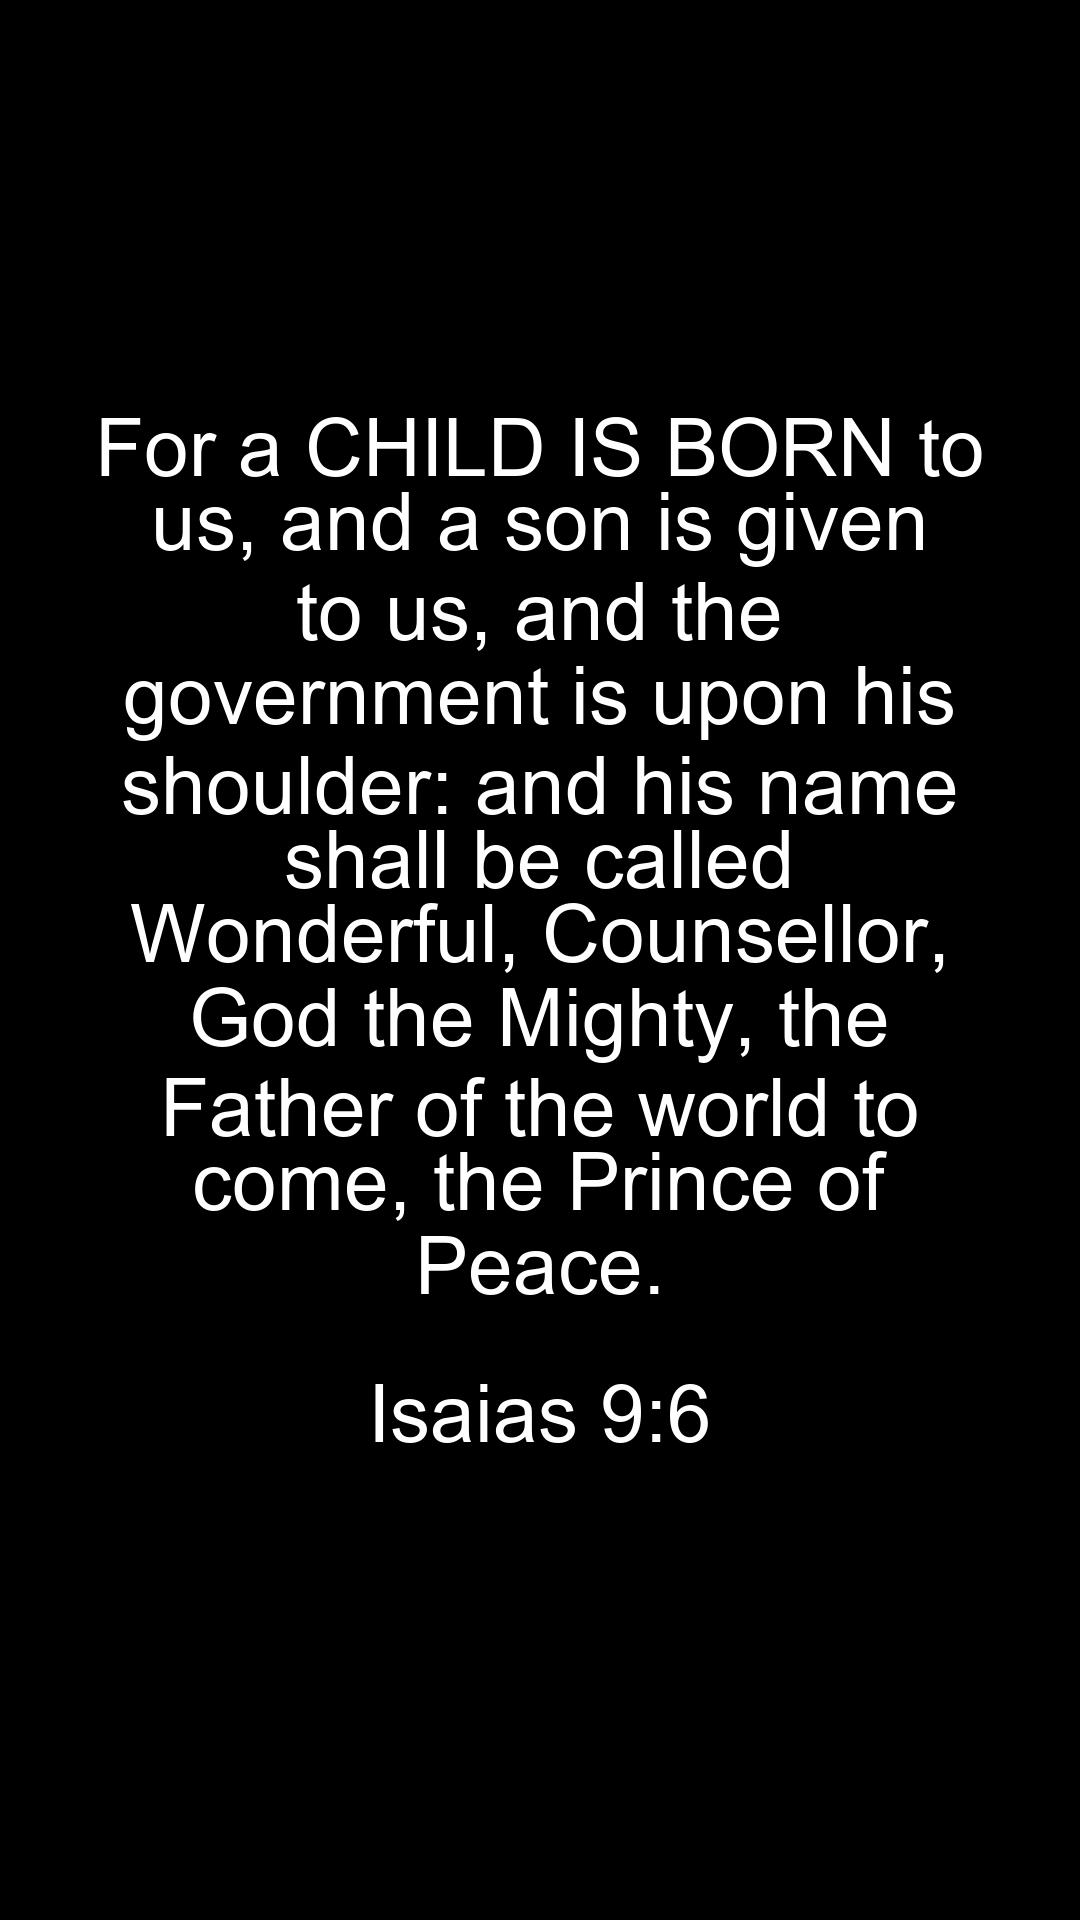 For a CHILD IS BORN to
us, and a son is given
to us, and the
government is upon his
shoulder: and his name
shall be called
Wonderful, Counsellor,
God the Mighty, the
Father of the world to
come, the Prince of
Peace.
Isaias 9:6